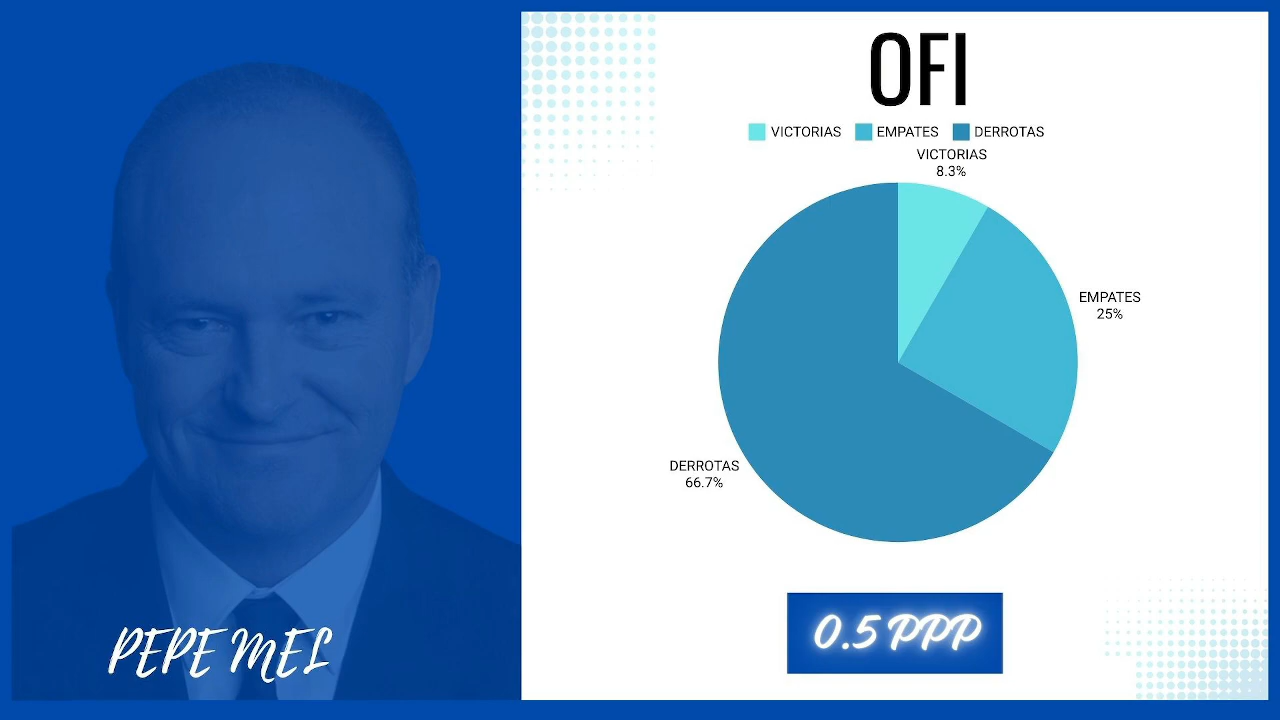 OFI
VICTORIAS EMPATES DERROTAS
VICTORIAS
8.3%
EMPATES
25%
DERROTAS
66.7%
PEPE MEL
0.5 PPP